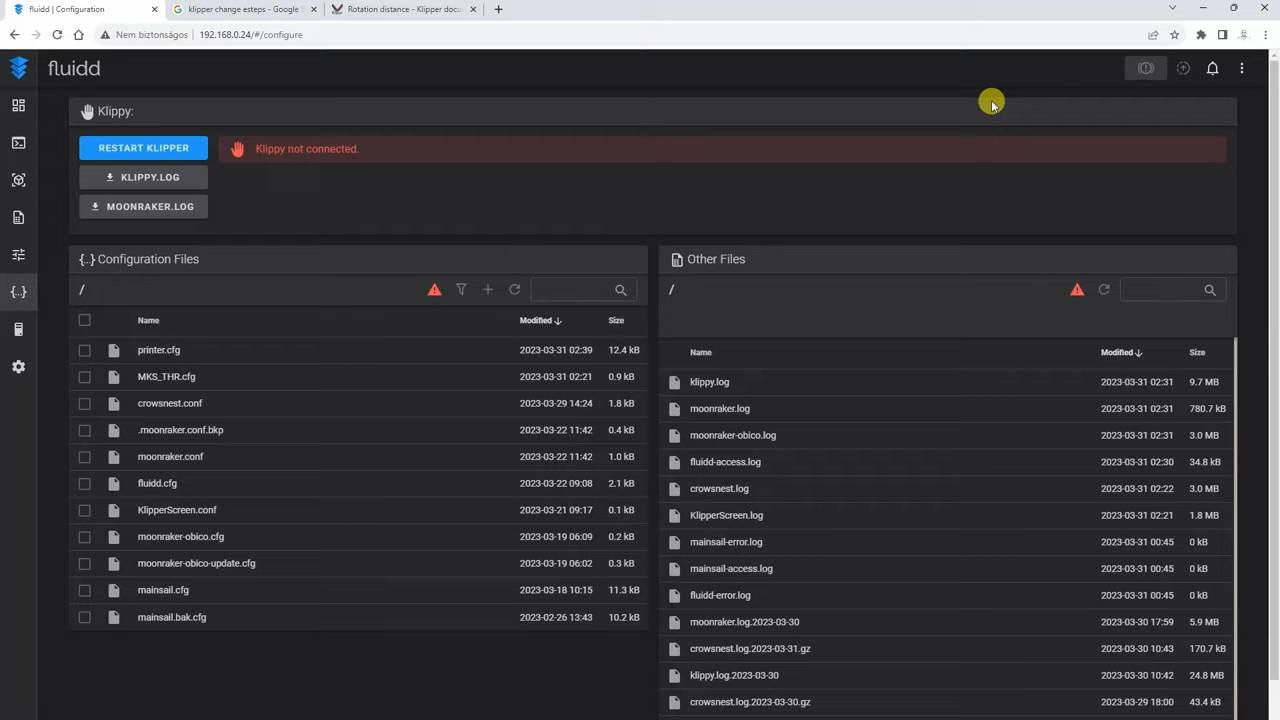 fluidd | Configuration
klipper change esteps - Google S
Rotation distance - Klipper docu
Nem biztonságos 192.168.0.24/#/configure
fluidd
Klippy:
RESTART KLIPPER
Klippy not connected.
KLIPPY.LOG
MOONRAKER.LOG
{..} Configuration Files
/
Name Modified Size
printer.cfg 2023-03-31 02:39 12.4 kB
MKS_THR.cfg 2023-03-31 02:21 0.9 kB
crowsnest.conf 2023-03-29 14:24 1.8 kB
.moonraker.conf.bkp 2023-03-22 11:42 0.4 kB
moonraker.conf 2023-03-22 11:42 1.0 kB
fluidd.cfg 2023-03-22 09:08 2.1 kB
KlipperScreen.conf 2023-03-21 09:17 0.1 kB
moonraker-obico.cfg 2023-03-19 06:09 0.2 kB
moonraker-obico-update.cfg 2023-03-19 06:02 0.3 kB
mainsail.cfg 2023-03-18 10:15 11.3 kB
mainsail.bak.cfg 2023-02-26 13:43 10.2 kB
Other Files
/
Name Modified Size
klippy.log 2023-03-31 02:31 9.7 MB
moonraker.log 2023-03-31 02:31 780.7 kB
moonraker-obico.log 2023-03-31 02:31 3.0 MB
fluidd-access.log 2023-03-31 02:30 34.8 kB
crowsnest.log 2023-03-31 02:22 3.0 MB
KlipperScreen.log 2023-03-31 02:21 1.8 MB
mainsail-error.log 2023-03-31 00:45 0 kB
mainsail-access.log 2023-03-31 00:45 0 kB
fluidd-error.log 2023-03-31 00:45 0 kB
moonraker.log.2023-03-30 2023-03-30 17:59 5.9 MB
crowsnest.log.2023-03-31.gz 2023-03-30 10:43 170.7 kB
klippy.log.2023-03-30 2023-03-30 10:42 24.8 MB
crowsnest.log.2023-03-30.gz 2023-03-29 18:00 43.4 kB